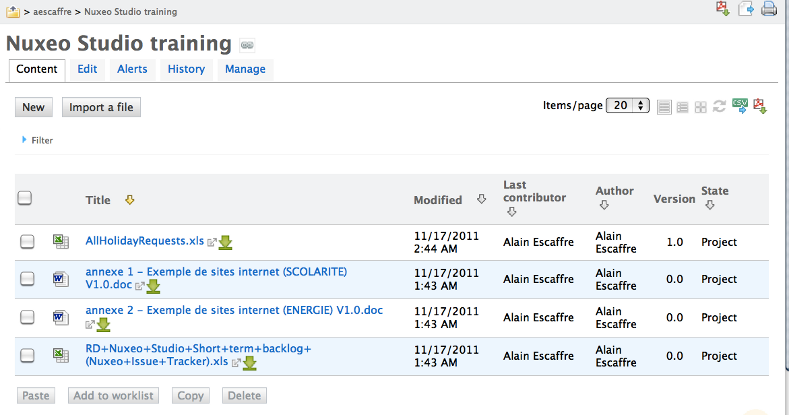 > aescaffre > Nuxeo Studio training
Nuxeo Studio training
Content Edit Alerts History Manage
New Import a file Items/page 20 CSV
Filter
Title Modified Last contributor Author Version State
AllHolidayRequests.xls 11/17/2011 2:44 AM Alain Escaffre Alain Escaffre 1.0 Project
annexe 1 – Exemple de sites internet (SCOLARITE) V1.0.doc 11/17/2011 1:43 AM Alain Escaffre Alain Escaffre 0.0 Project
annexe 2 – Exemple de sites internet (ENERGIE) V1.0.doc 11/17/2011 1:43 AM Alain Escaffre Alain Escaffre 0.0 Project
RD+Nuxeo+Studio+Short+term+backlog+(Nuxeo+Issue+Tracker).xls 11/17/2011 1:43 AM Alain Escaffre Alain Escaffre 0.0 Project
Paste Add to worklist Copy Delete